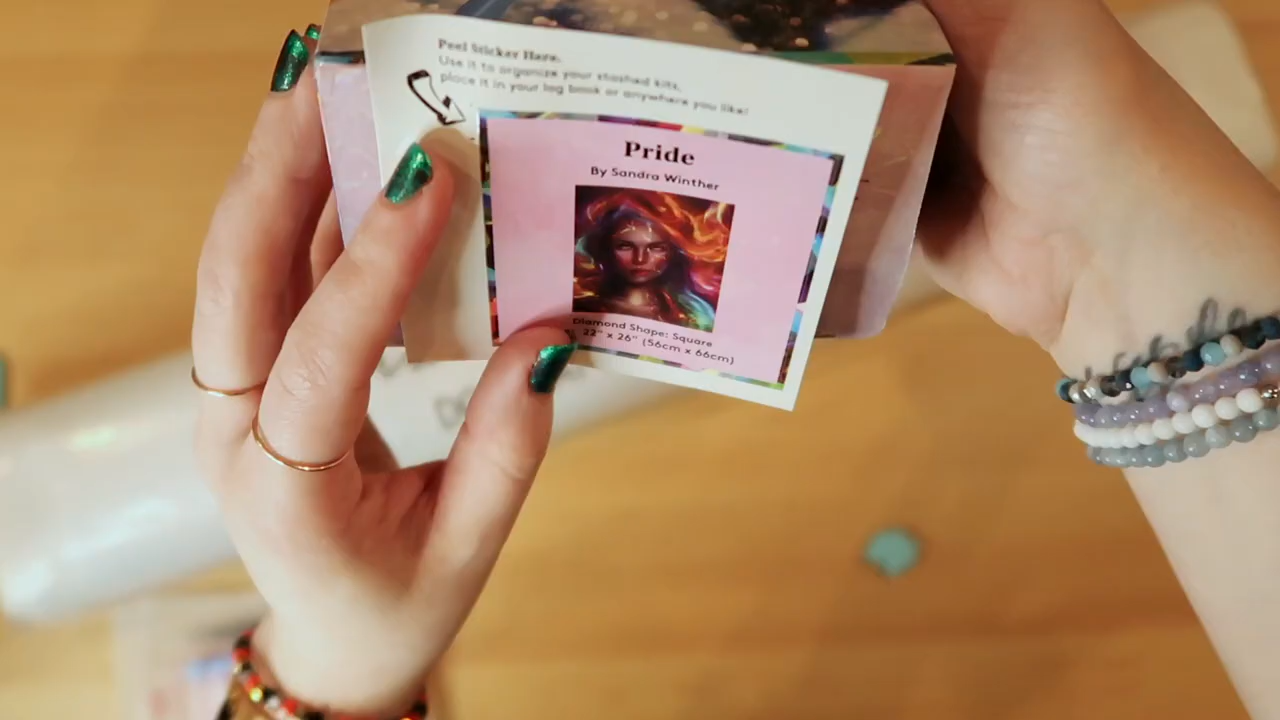 Peel Sticker Here.
Use it to organize your stashed kits,
place it in your log book or anywhere you like!
Pride
By Sandra Winther
Diamond Shape: Square
22" x 26" (56cm x 66cm)